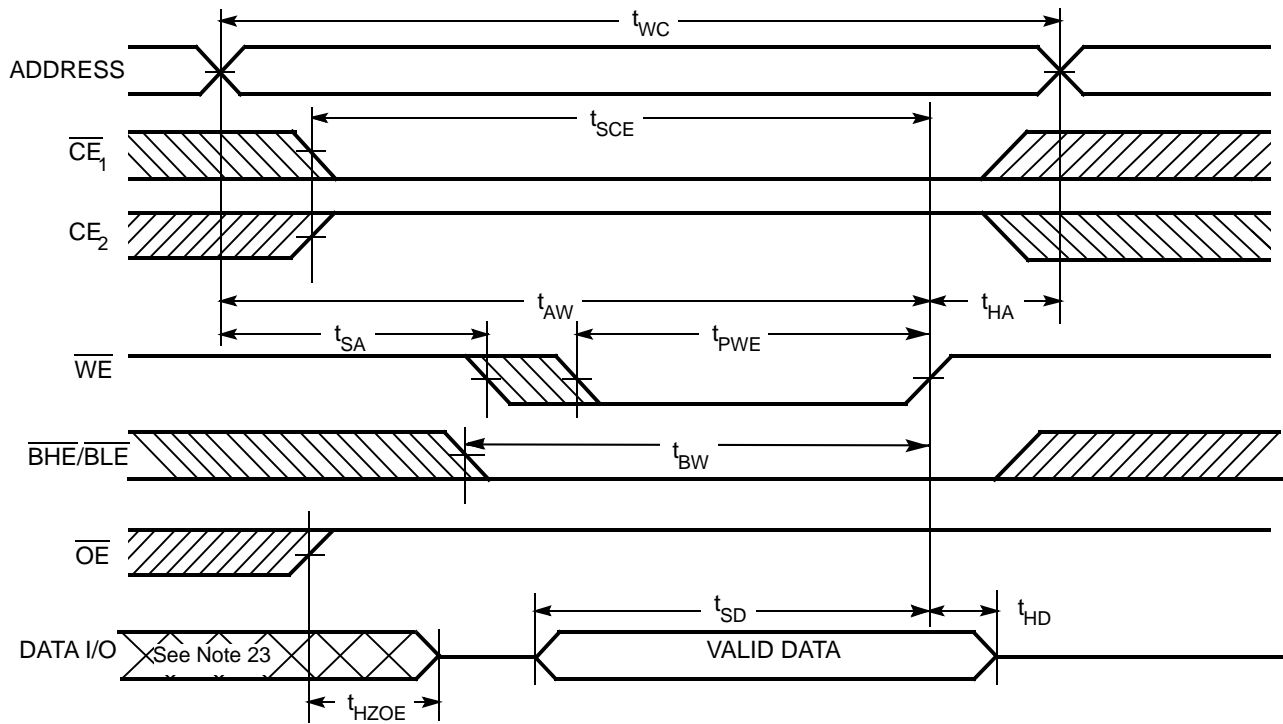 tWC
ADDRESS
tSCE
CE1
CE2
tAW
tHA
tSA
tPWE
WE
BHE/BLE
tBW
OE
tSD
tHD
DATA I/O
See Note 23
VALID DATA
tHZOE